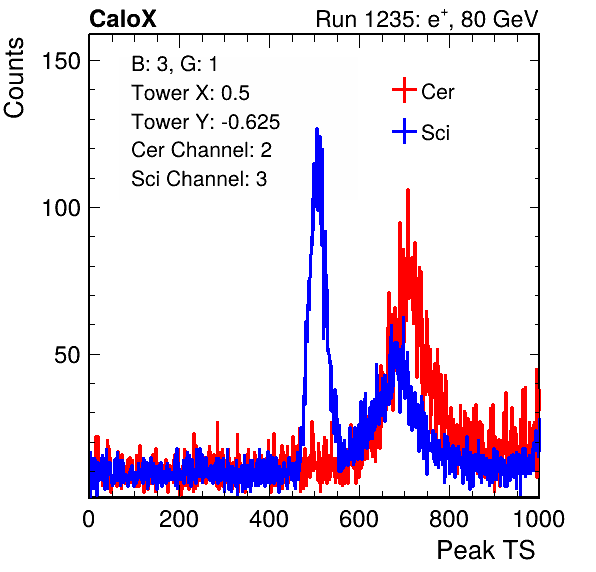 CaloX Run 1235: e⁺, 80 GeV
B: 3, G: 1
Tower X: 0.5
Tower Y: -0.625
Cer Channel: 2
Sci Channel: 3
Cer
Sci
Counts
150
100
50
0 200 400 600 800 1000
Peak TS